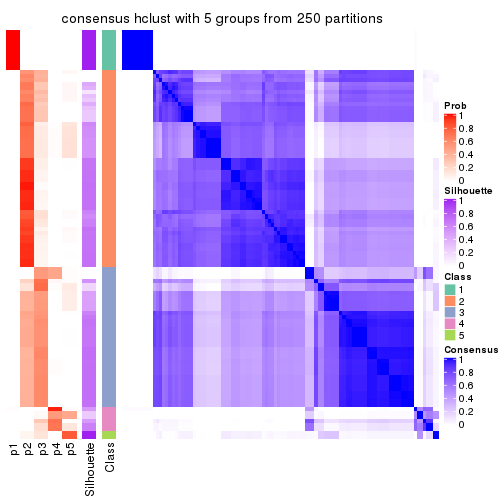 consensus hclust with 5 groups from 250 partitions
Prob
1
0.8
0.6
0.4
0.2
0
Silhouette
1
0.8
0.6
0.4
0.2
0
Class
1
2
3
4
5
Consensus
1
0.8
0.6
0.4
0.2
0
p1
p2
p3
p4
p5
Silhouette
Class